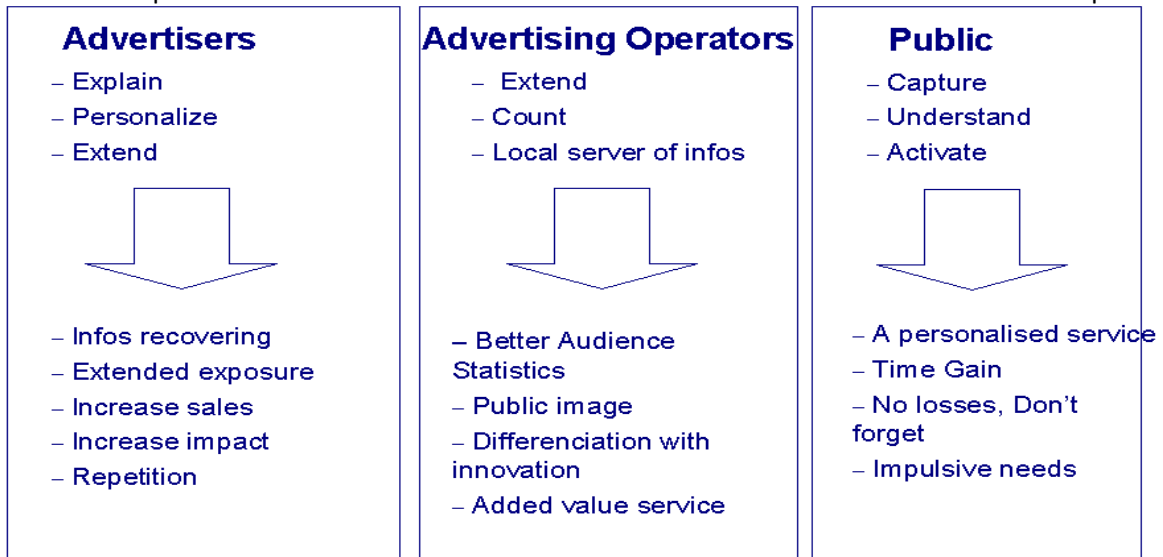 Advertisers
– Explain
– Personalize
– Extend
– Infos recovering
– Extended exposure
– Increase sales
– Increase impact
– Repetition
Advertising Operators
– Extend
– Count
– Local server of infos
– Better Audience
Statistics
– Public image
– Differenciation with
innovation
– Added value service
Public
– Capture
– Understand
– Activate
– A personalised service
– Time Gain
– No losses, Don't
forget
– Impulsive needs